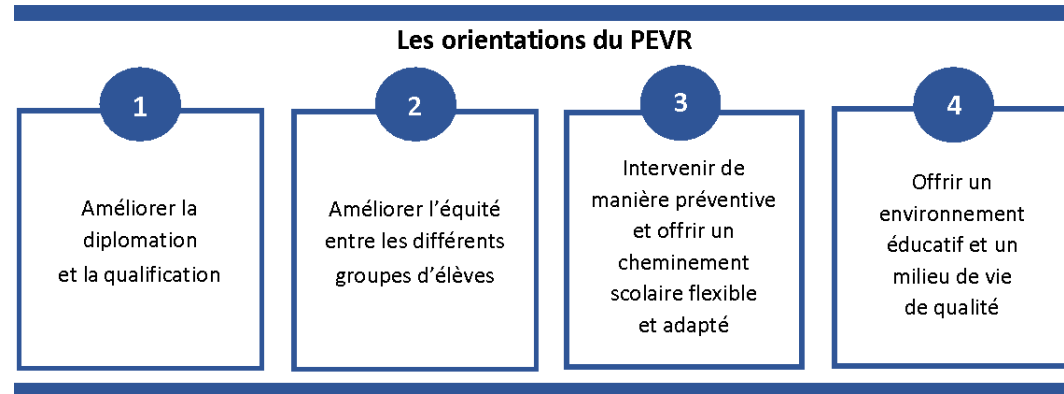 Les orientations du PEVR
1
Améliorer la
diplomation
et la qualification
2
Améliorer l'équité
entre les différents
groupes d'élèves
3
Intervenir de
manière préventive
et offrir un
cheminement
scolaire flexible
et adapté
4
Offrir un
environnement
éducatif et un
milieu de vie
de qualité